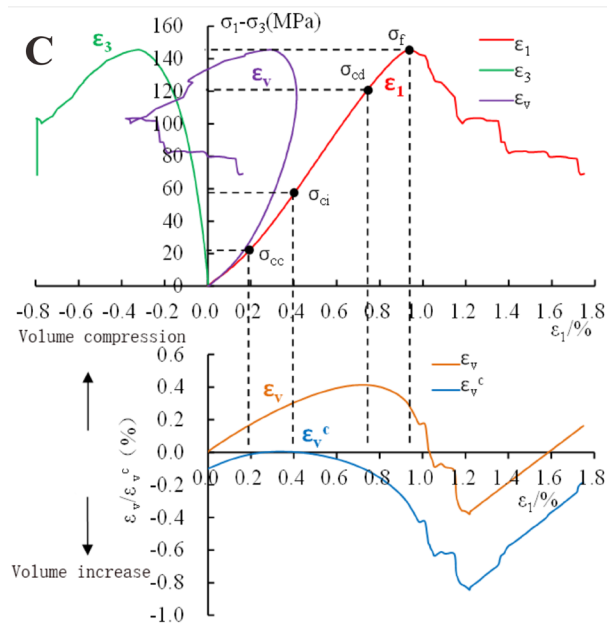 C
σ₁-σ₃(MPa)
160
140
120
100
80
60
40
20
0
ε₃
εᵥ
ε₁
σf
σcd
σci
σcc
ε₁
ε₃
εᵥ
-0.8 -0.6 -0.4 -0.2 0.0 0.2 0.4 0.6 0.8 1.0 1.2 1.4 1.6 1.8
ε₁/%
Volume compression
Volume increase
εᵥ/εᵥᶜ (%)
0.6
0.4
0.2
0.0
-0.2
-0.4
-0.6
-0.8
-1.0
εᵥ
εᵥᶜ
εᵥ
εᵥᶜ
0.0 0.2 0.4 0.6 0.8 1.0 1.2 1.4 1.6 1.8
ε₁/%